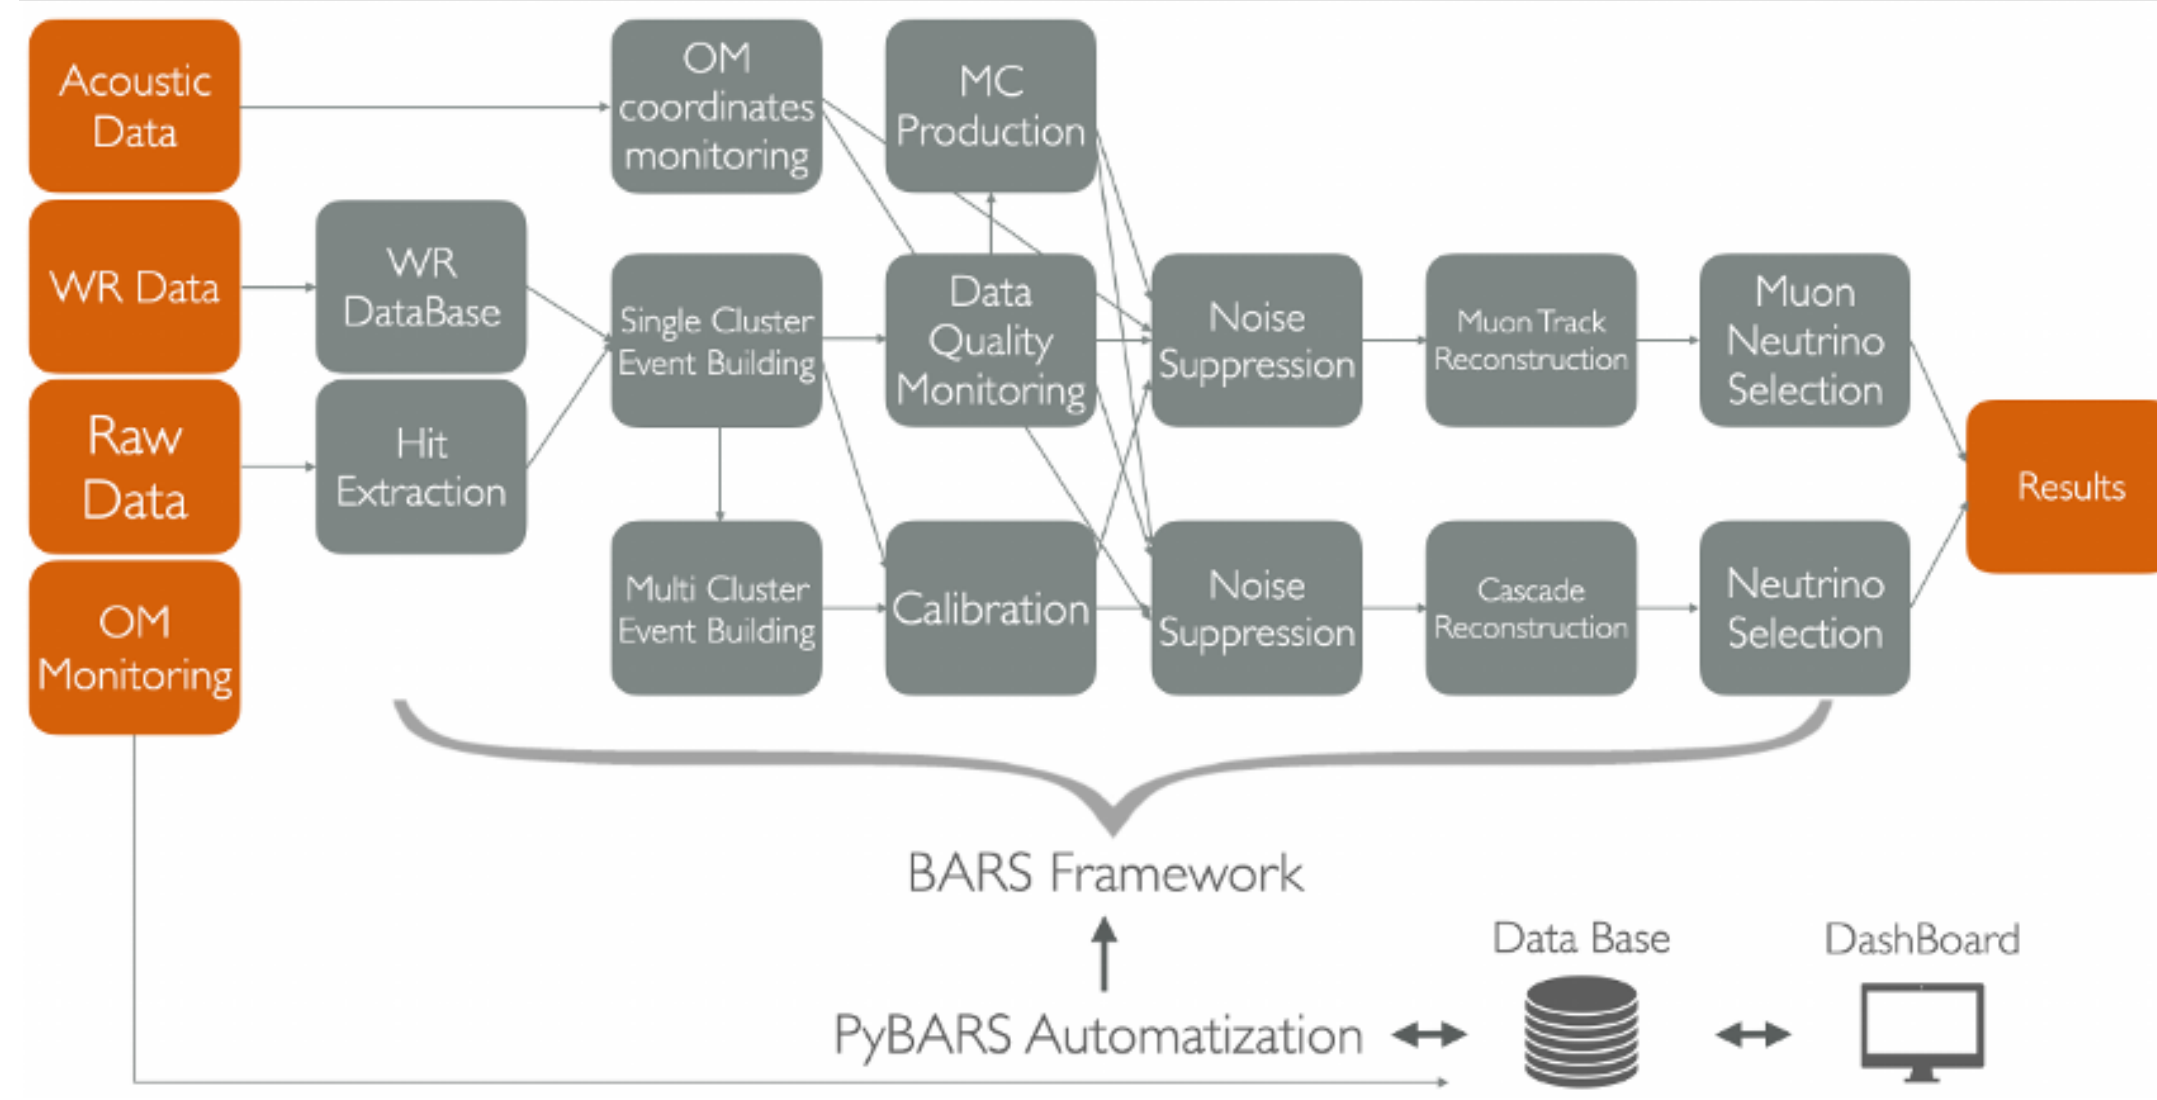 Acoustic
Data
OM
coordinates
monitoring
MC
Production
WR Data
WR
DataBase
Single Cluster
Event Building
Data
Quality
Monitoring
Noise
Suppression
Muon Track
Reconstruction
Muon
Neutrino
Selection
Raw
Data
Hit
Extraction
Results
OM
Monitoring
Multi Cluster
Event Building
Calibration
Noise
Suppression
Cascade
Reconstruction
Neutrino
Selection
BARS Framework
PyBARS Automatization
Data Base
DashBoard